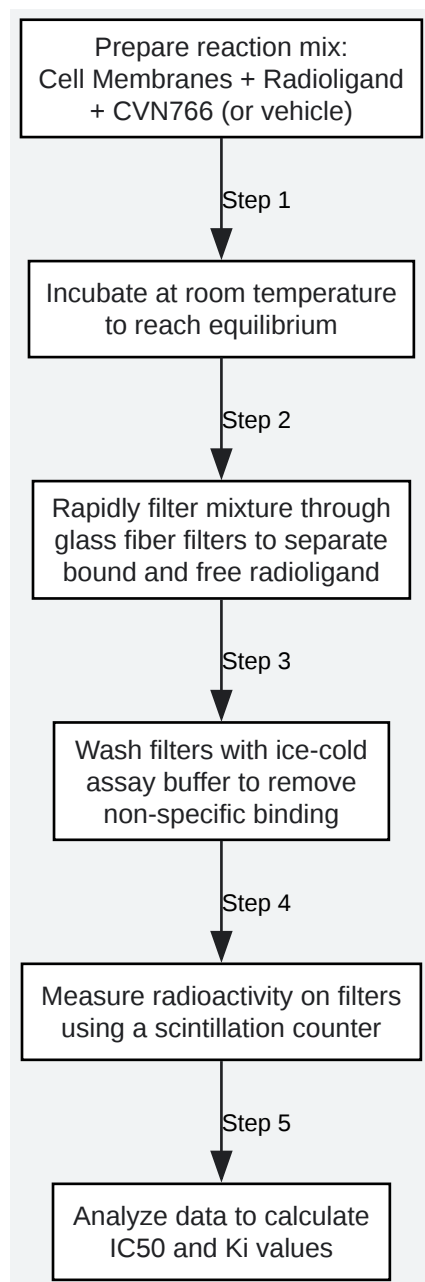 Prepare reaction mix:
Cell Membranes + Radioligand
+ CVN766 (or vehicle)
Step 1
Incubate at room temperature
to reach equilibrium
Step 2
Rapidly filter mixture through
glass fiber filters to separate
bound and free radioligand
Step 3
Wash filters with ice-cold
assay buffer to remove
non-specific binding
Step 4
Measure radioactivity on filters
using a scintillation counter
Step 5
Analyze data to calculate
IC50 and Ki values